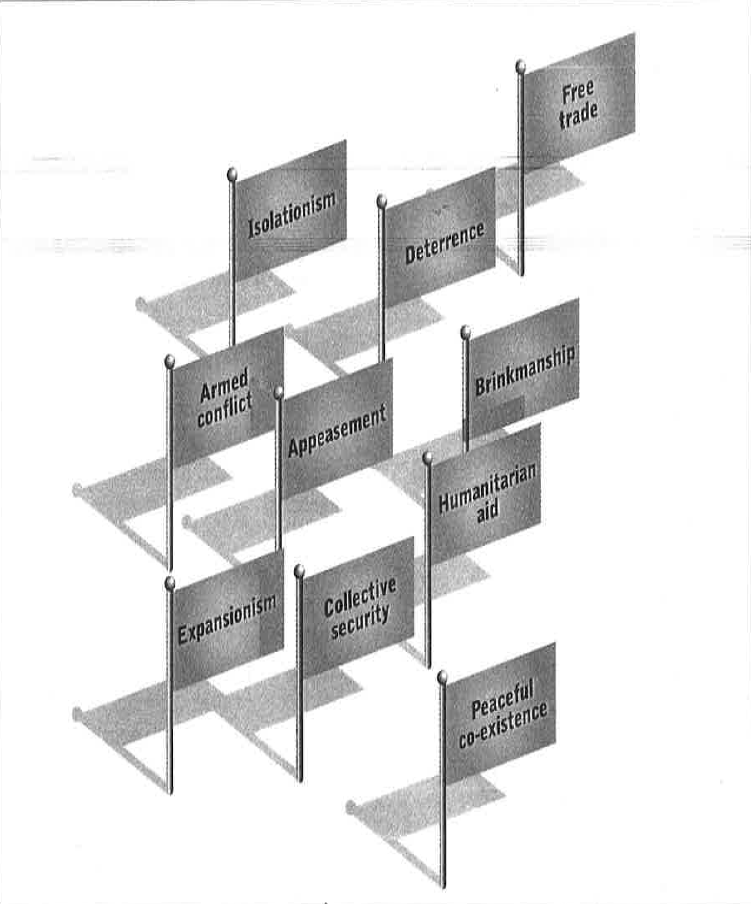 Free
trade
Isolationism
Deterrence
Armed
conflict
Appeasement
Brinkmanship
Humanitarian
aid
Expansionism
Collective
security
Peaceful
co-existence